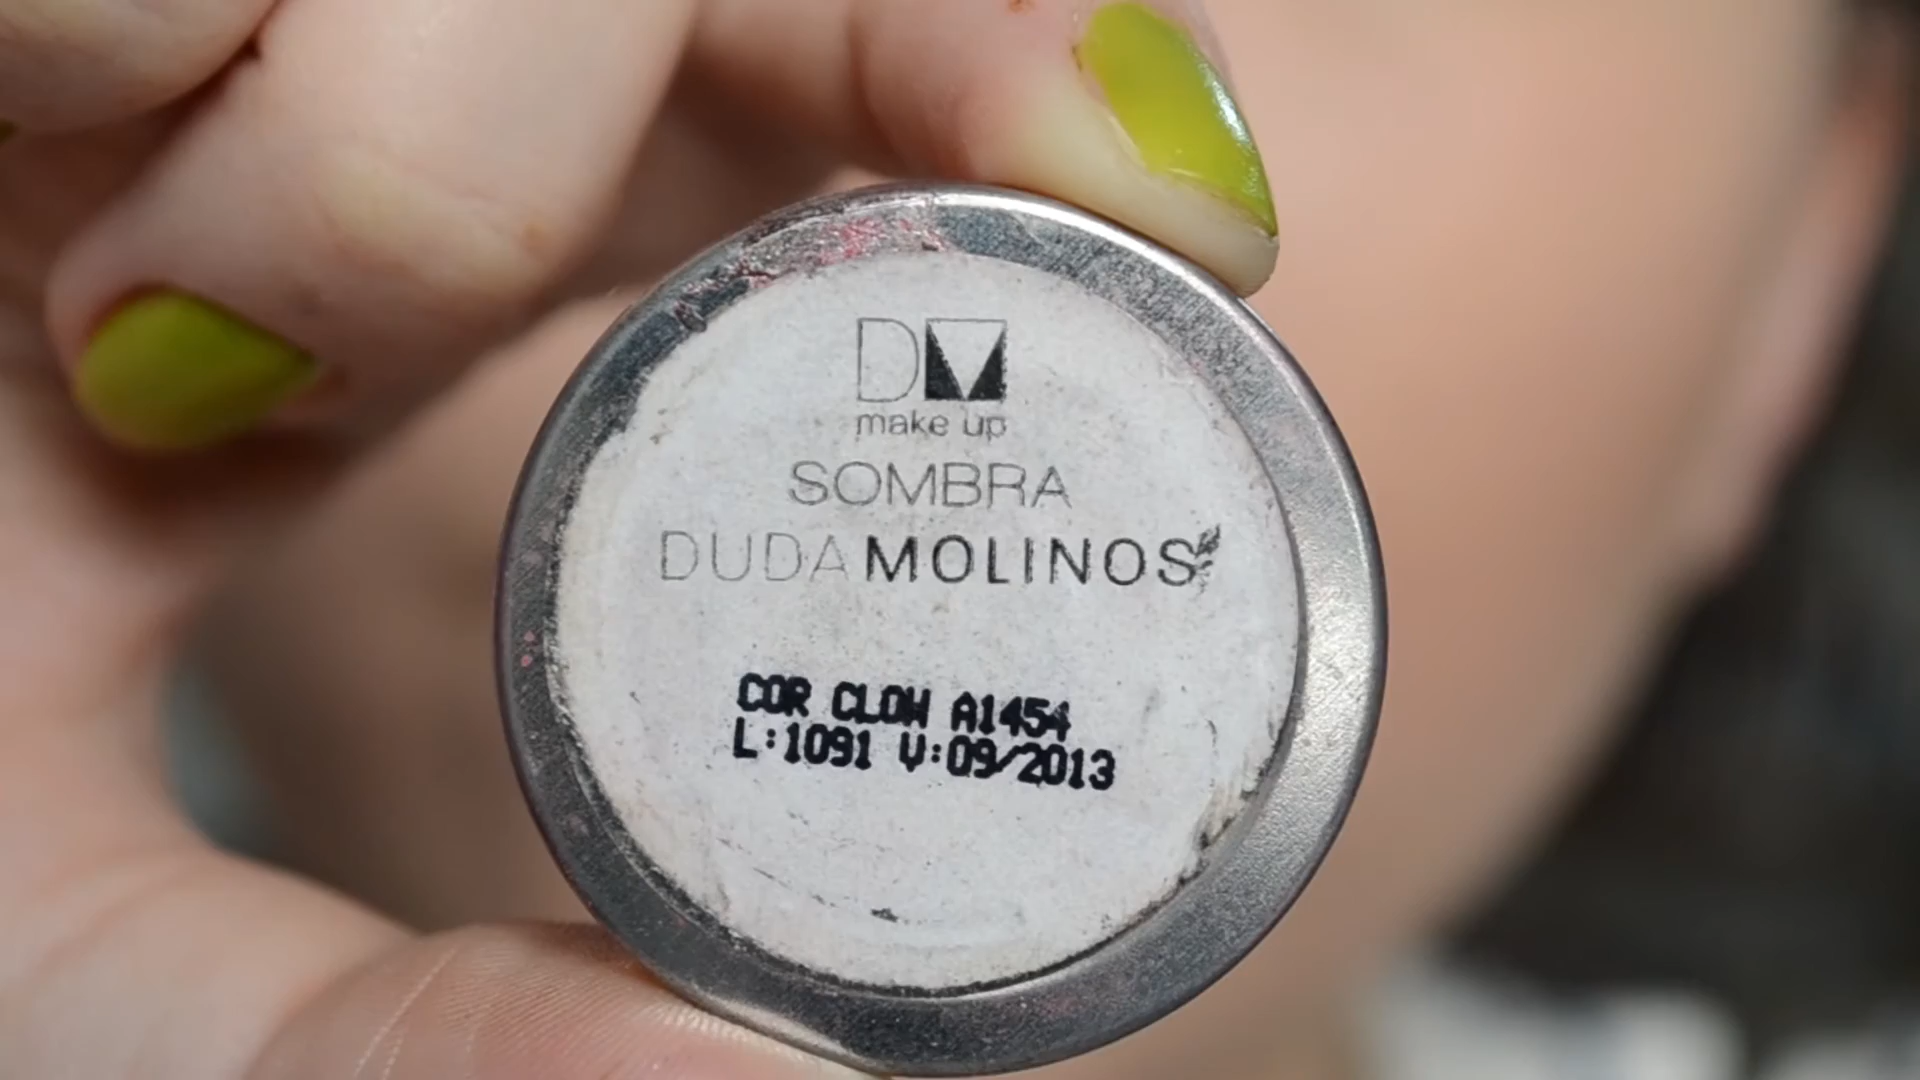 DM
make up
SOMBRA
DUDAMOLINOS
COR CLOW A1454
L:1091 V:09/2013